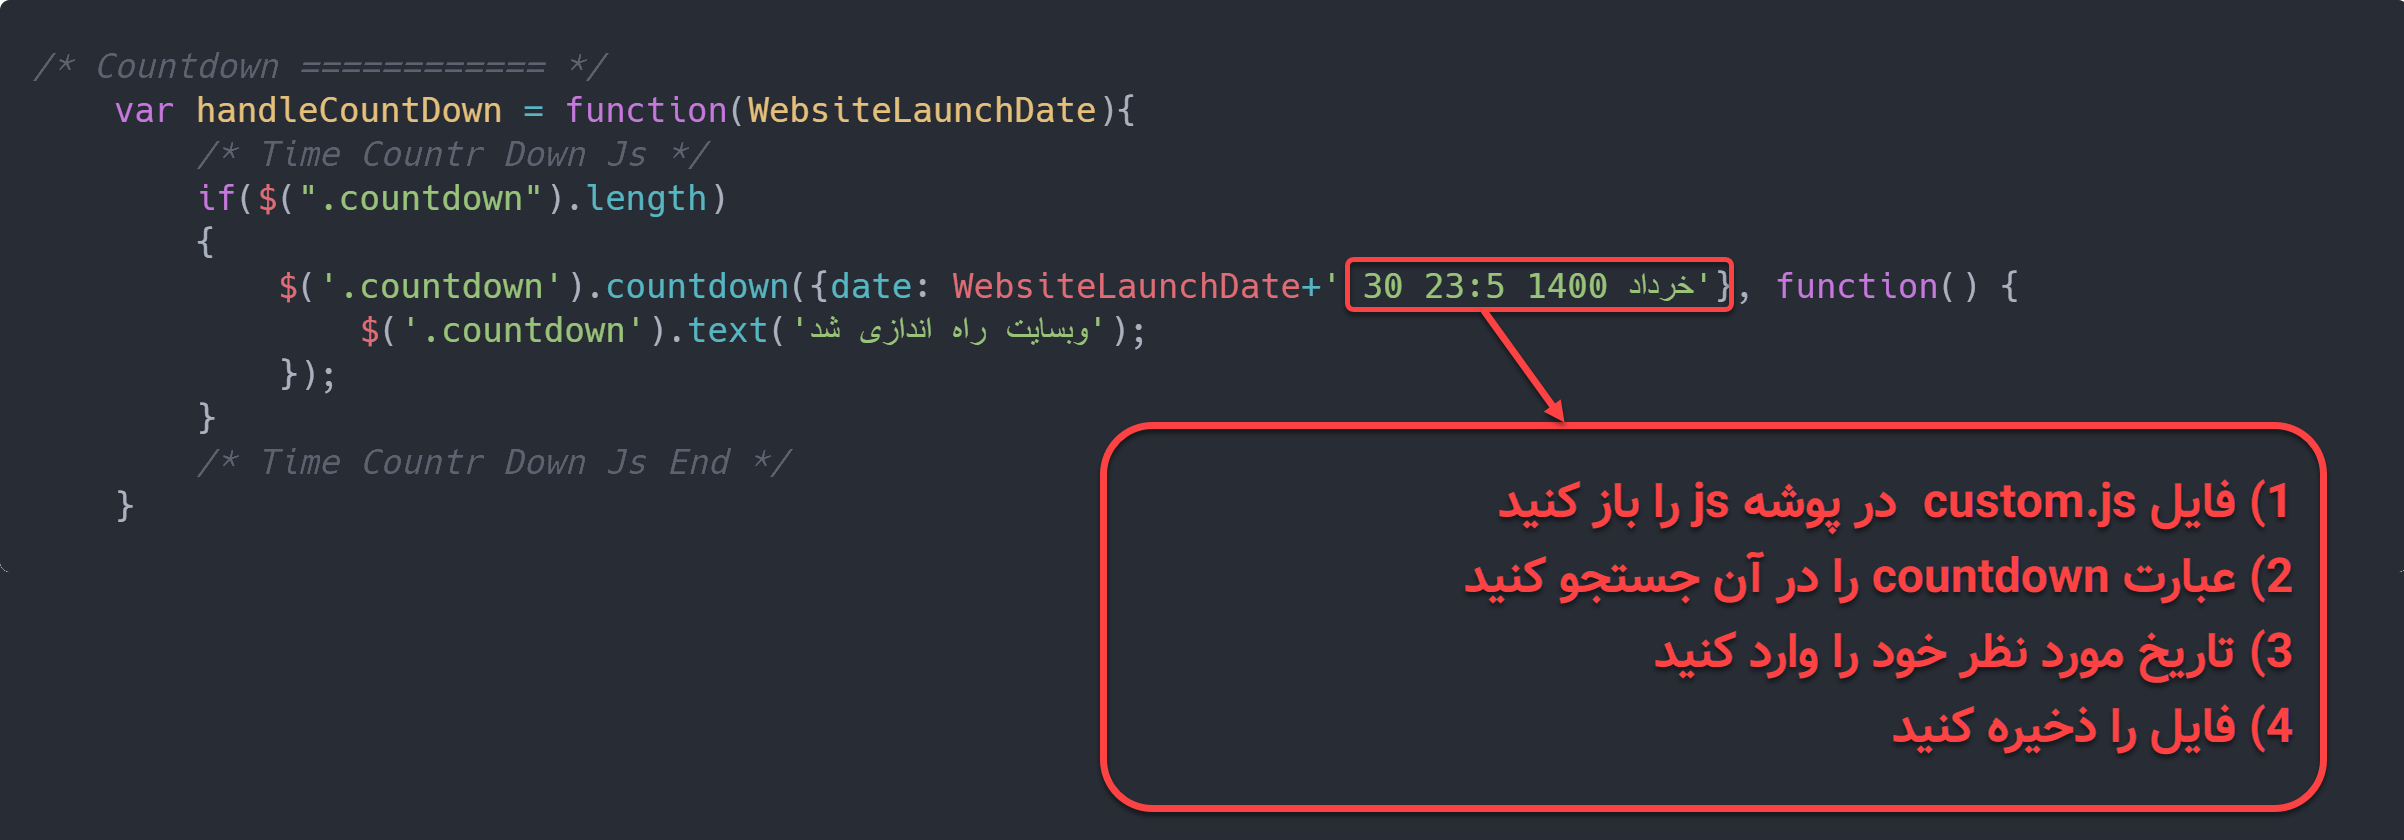 /* Countdown ============ */
var handleCountDown = function(WebsiteLaunchDate){
/* Time Countr Down Js */
if($(".countdown").length)
{
$('.countdown').countdown({date: WebsiteLaunchDate+' 30 23:5 1400 خرداد'}, function() {
$('.countdown').text('وبسایت راه اندازی شد');
});
}
/* Time Countr Down Js End */
}
1) فایل custom.js در پوشه js را باز کنید
2) عبارت countdown را در آن جستجو کنید
3) تاریخ مورد نظر خود را وارد کنید
4) فایل را ذخیره کنید